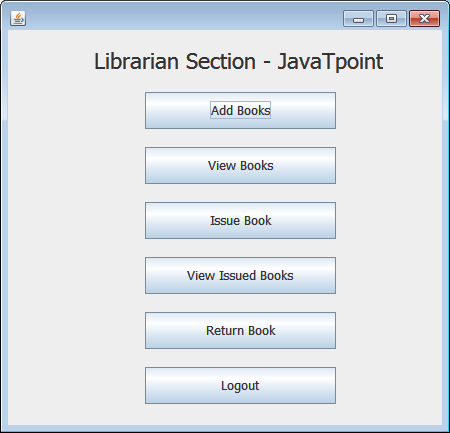 Librarian Section - JavaTpoint
Add Books
View Books
Issue Book
View Issued Books
Return Book
Logout